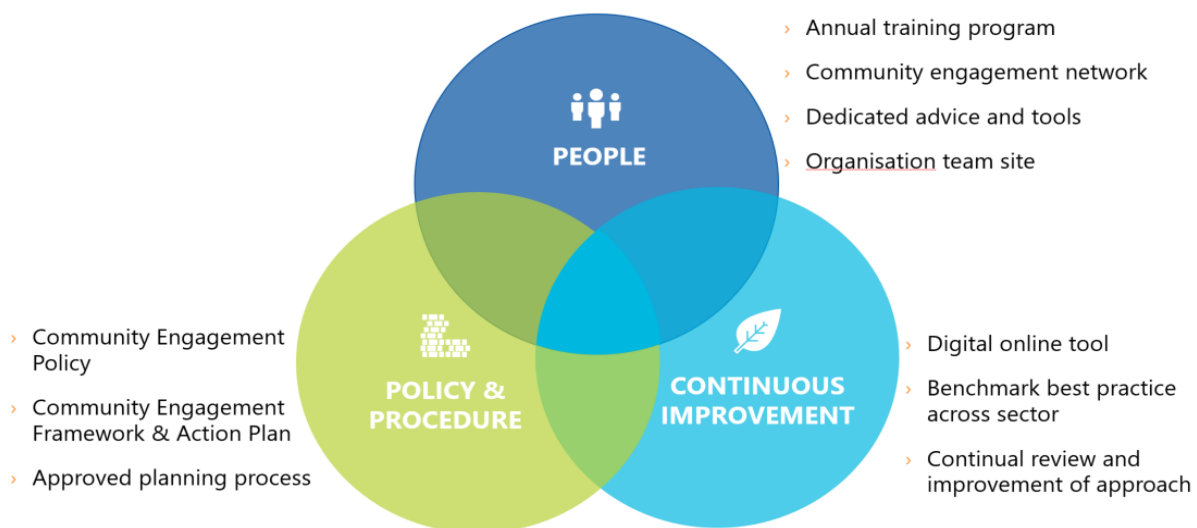 Annual training program
Community engagement network
Dedicated advice and tools
Organisation team site
PEOPLE
Community Engagement
Policy
Community Engagement
Framework & Action Plan
Approved planning process
POLICY &
PROCEDURE
CONTINUOUS
IMPROVEMENT
Digital online tool
Benchmark best practice
across sector
Continual review and
improvement of approach